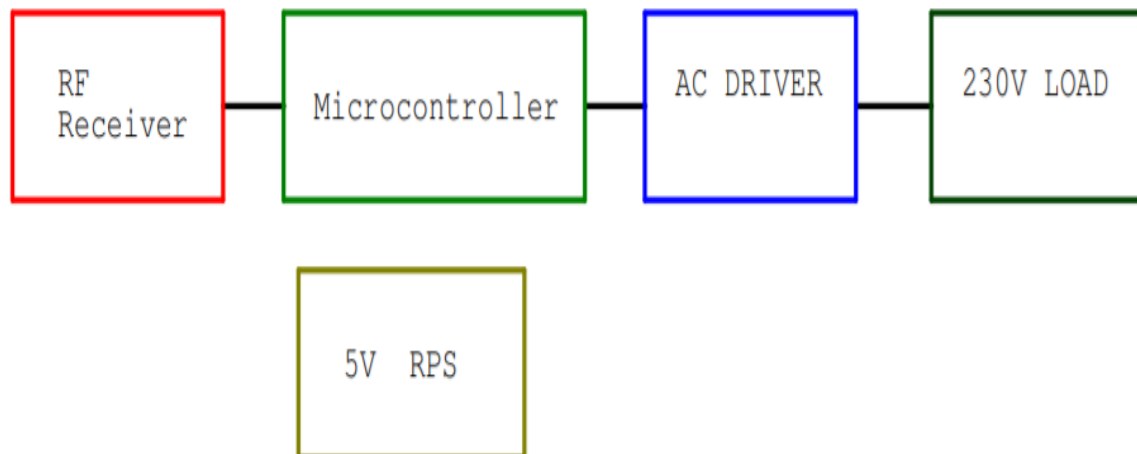 RF
Receiver
Microcontroller
AC DRIVER
230V LOAD
5V RPS